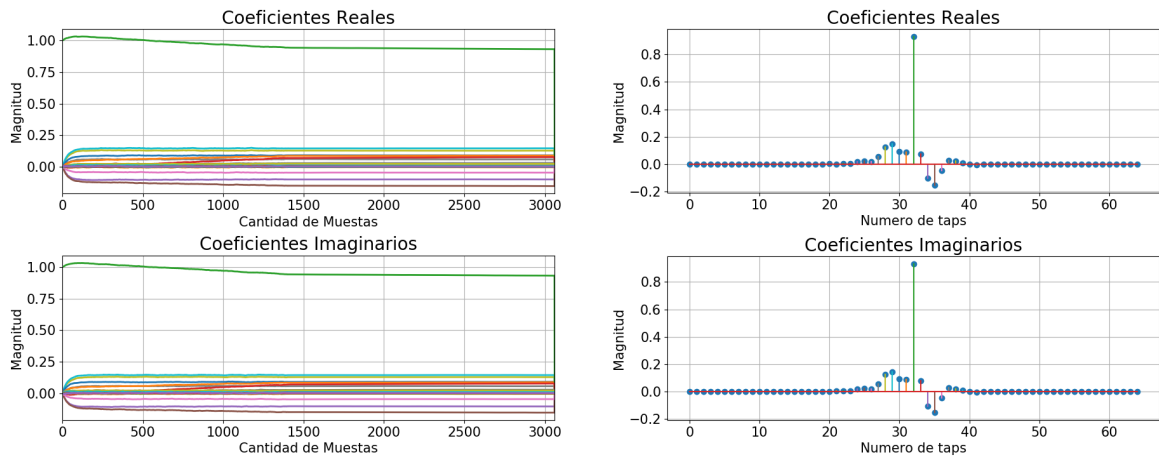 Coeficientes Reales
Magnitud
1.00
0.75
0.50
0.25
0.00
0 500 1000 1500 2000 2500 3000
Cantidad de Muestas
Coeficientes Reales
Magnitud
0.8
0.6
0.4
0.2
0.0
−0.2
0 10 20 30 40 50 60
Numero de taps
Coeficientes Imaginarios
Magnitud
1.00
0.75
0.50
0.25
0.00
0 500 1000 1500 2000 2500 3000
Cantidad de Muestas
Coeficientes Imaginarios
Magnitud
0.8
0.6
0.4
0.2
0.0
−0.2
0 10 20 30 40 50 60
Numero de taps